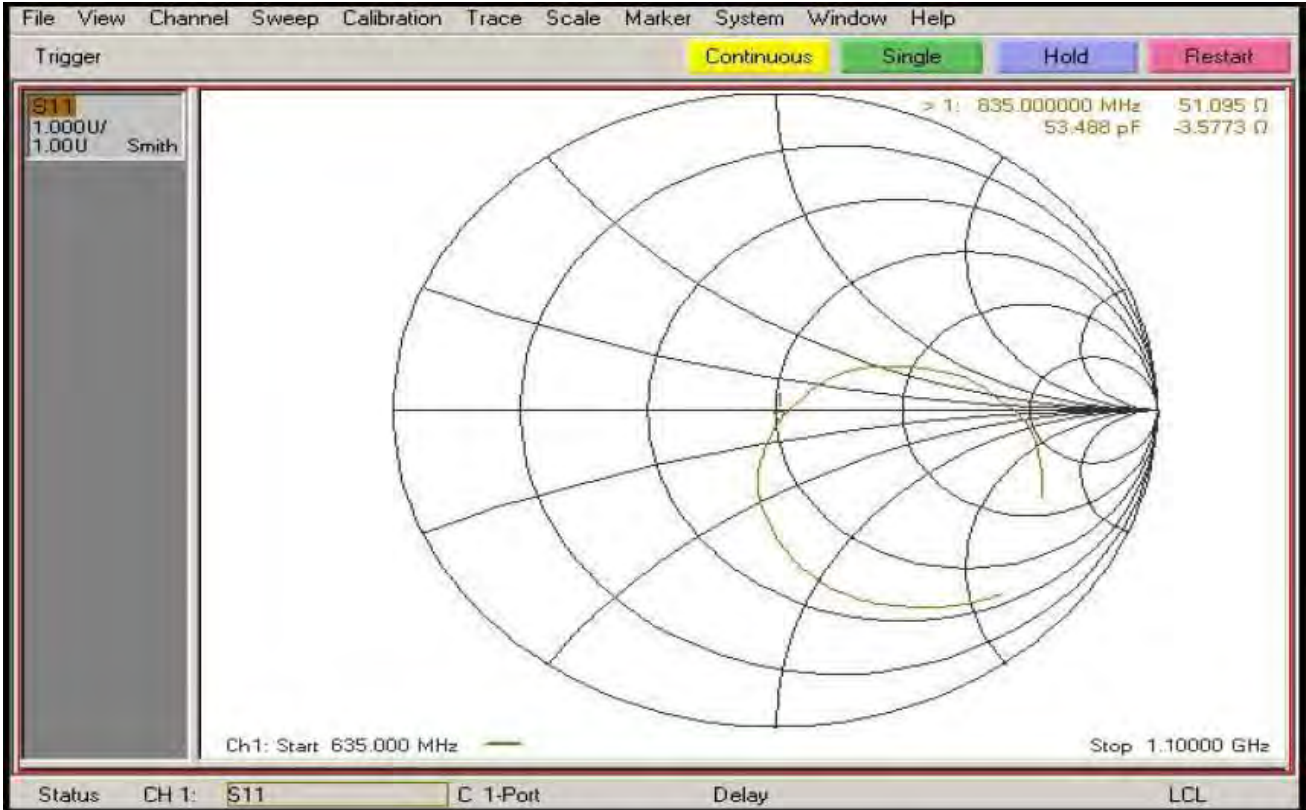 File View Channel Sweep Calibration Trace Scale Marker System Window Help
Trigger Continuous Single Hold Restart
S11
1.000U/
1.00U Smith
> 1: 835.000000 MHz 51.095 Ω
53.488 pF -3.5773 Ω
1
Ch1: Start 635.000 MHz
Stop 1.10000 GHz
Status CH 1: S11 C 1-Port Delay LCL